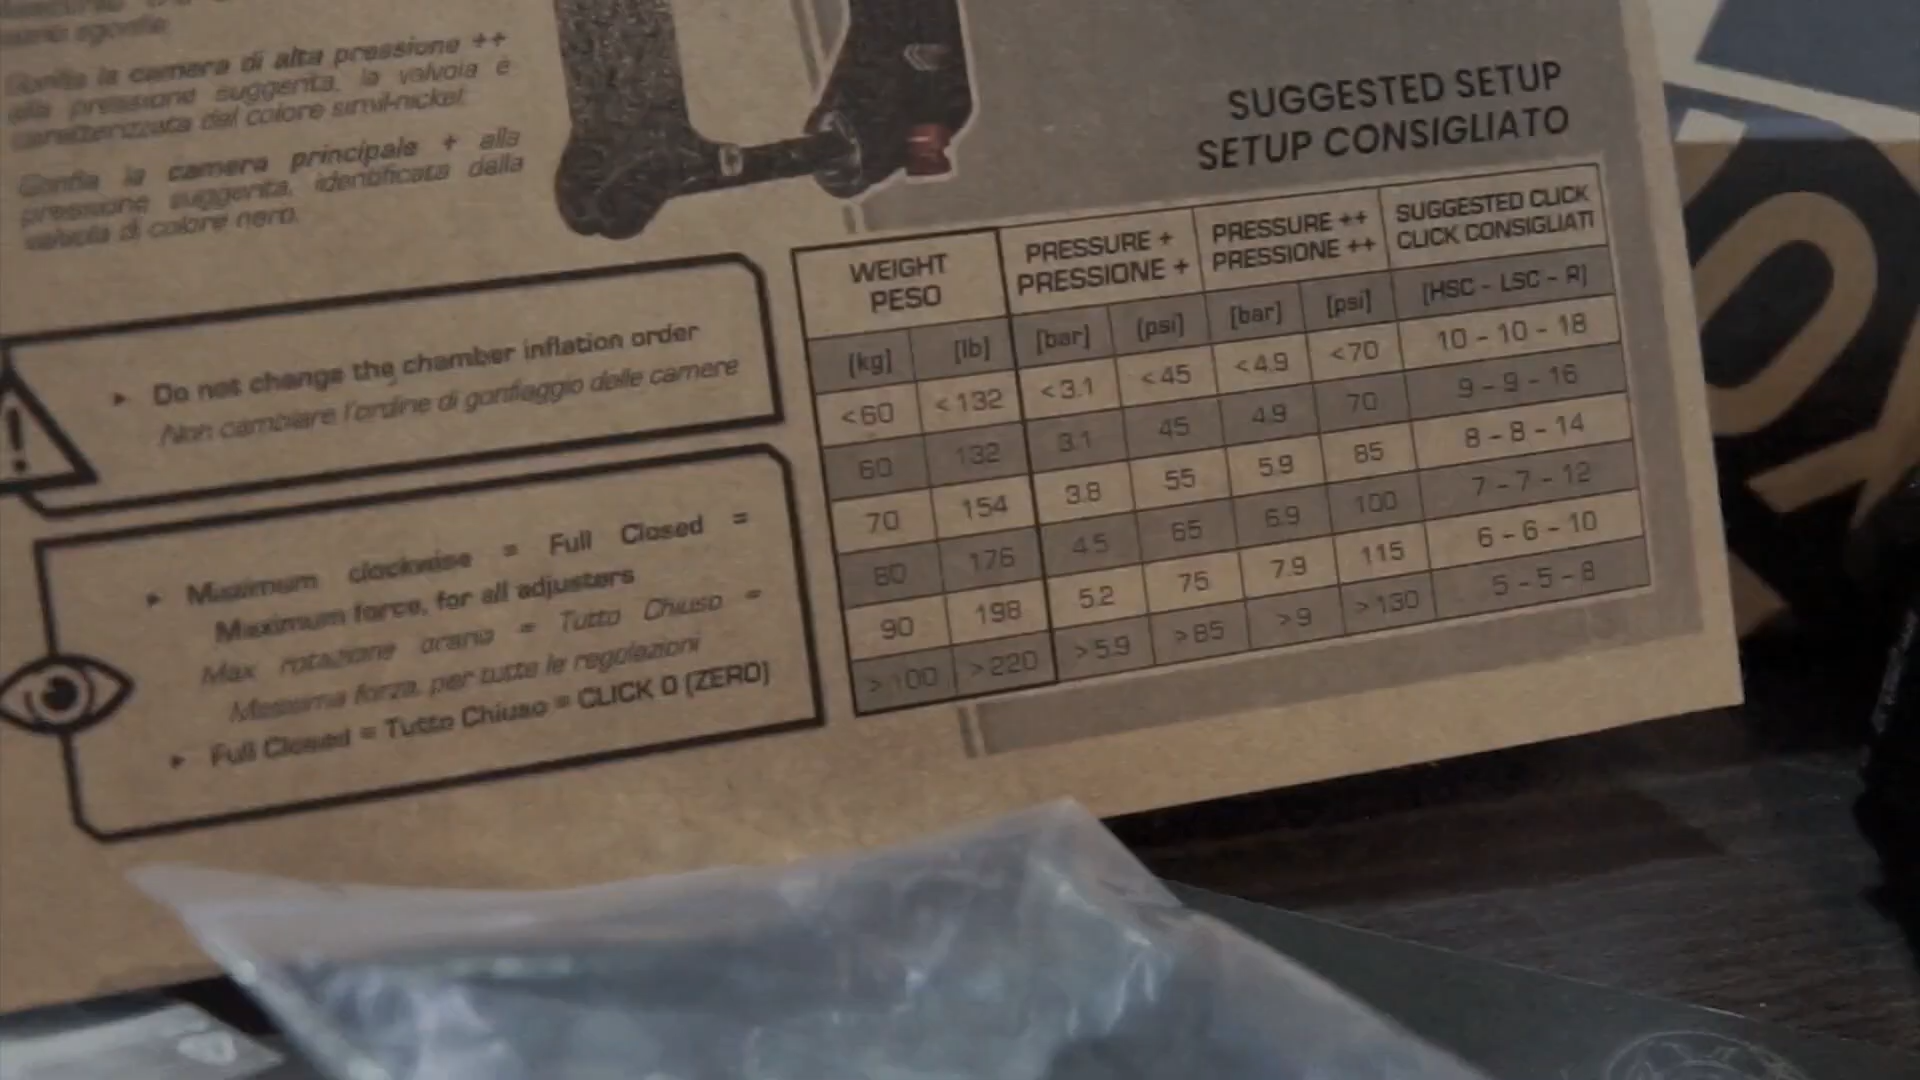 Gonfia la camera di alta pressione ++
alla pressione suggerita, la valvola è
caratterizzata dal colore simil-nickel.
Gonfia la camera principale + alla
pressione suggerita, identificata dalla
valvola di colore nero.
SUGGESTED SETUP
SETUP CONSIGLIATO
▸ Do not change the chamber inflation order
Non cambiare l'ordine di gonfiaggio delle camere
▸ Maximum clockwise = Full Closed =
Maximum force, for all adjusters
Max rotazione oraria = Tutto Chiuso =
Massima forza, per tutte le regolazioni
▸ Full Closed = Tutto Chiuso = CLICK 0 (ZERO)
WEIGHT PRESSURE + PRESSURE ++ SUGGESTED CLICK
PESO PRESSIONE + PRESSIONE ++ CLICK CONSIGLIATI
[kg] [lb] [bar] (psi) [bar] [psi] [HSC - LSC - R]
<60 <132 <3.1 <45 <4.9 <70 10 - 10 - 18
60 132 3.1 45 4.9 70 9 - 9 - 16
70 154 3.8 55 5.9 85 8 - 8 - 14
80 176 4.5 65 6.9 100 7 - 7 - 12
90 198 5.2 75 7.9 115 6 - 6 - 10
>100 >220 >5.9 >85 >9 >130 5 - 5 - 8